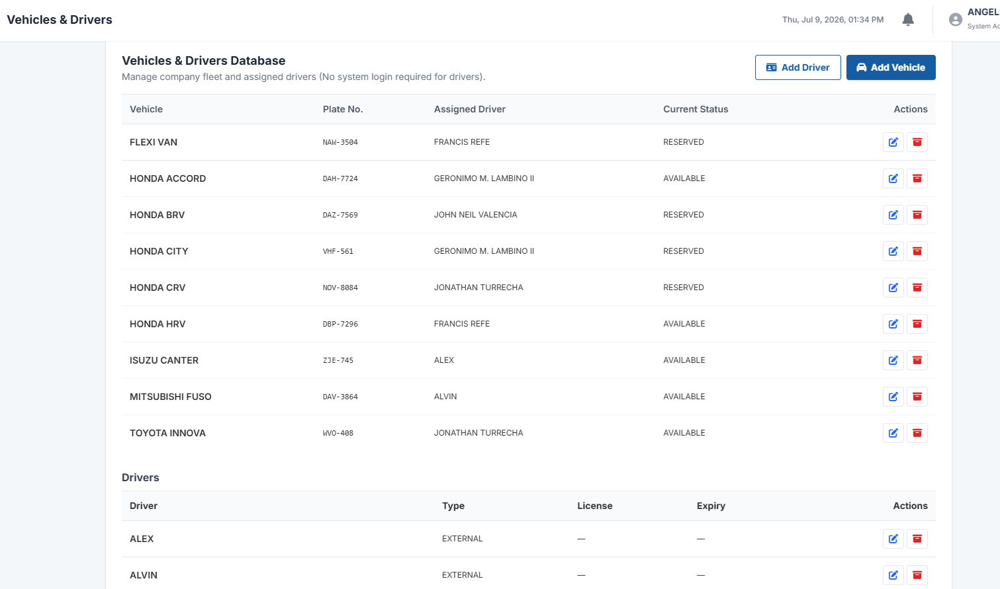 Vehicles & Drivers
Thu, Jul 9, 2026, 01:34 PM
ANGEL
System Ad
Vehicles & Drivers Database
Manage company fleet and assigned drivers (No system login required for drivers).
Add Driver
Add Vehicle
Vehicle Plate No. Assigned Driver Current Status Actions
FLEXI VAN NAW-3504 FRANCIS REFE RESERVED
HONDA ACCORD DAH-7724 GERONIMO M. LAMBINO II AVAILABLE
HONDA BRV DAZ-7569 JOHN NEIL VALENCIA RESERVED
HONDA CITY VHF-561 GERONIMO M. LAMBINO II RESERVED
HONDA CRV NOV-8084 JONATHAN TURRECHA RESERVED
HONDA HRV DBP-7296 FRANCIS REFE AVAILABLE
ISUZU CANTER ZJE-745 ALEX AVAILABLE
MITSUBISHI FUSO DAV-3864 ALVIN AVAILABLE
TOYOTA INNOVA WVO-408 JONATHAN TURRECHA AVAILABLE
Drivers
Driver Type License Expiry Actions
ALEX EXTERNAL — —
ALVIN EXTERNAL — —